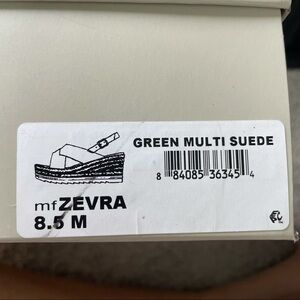 GREEN MULTI SUEDE
8 84085 36345 4
mfZEVRA
8.5 M